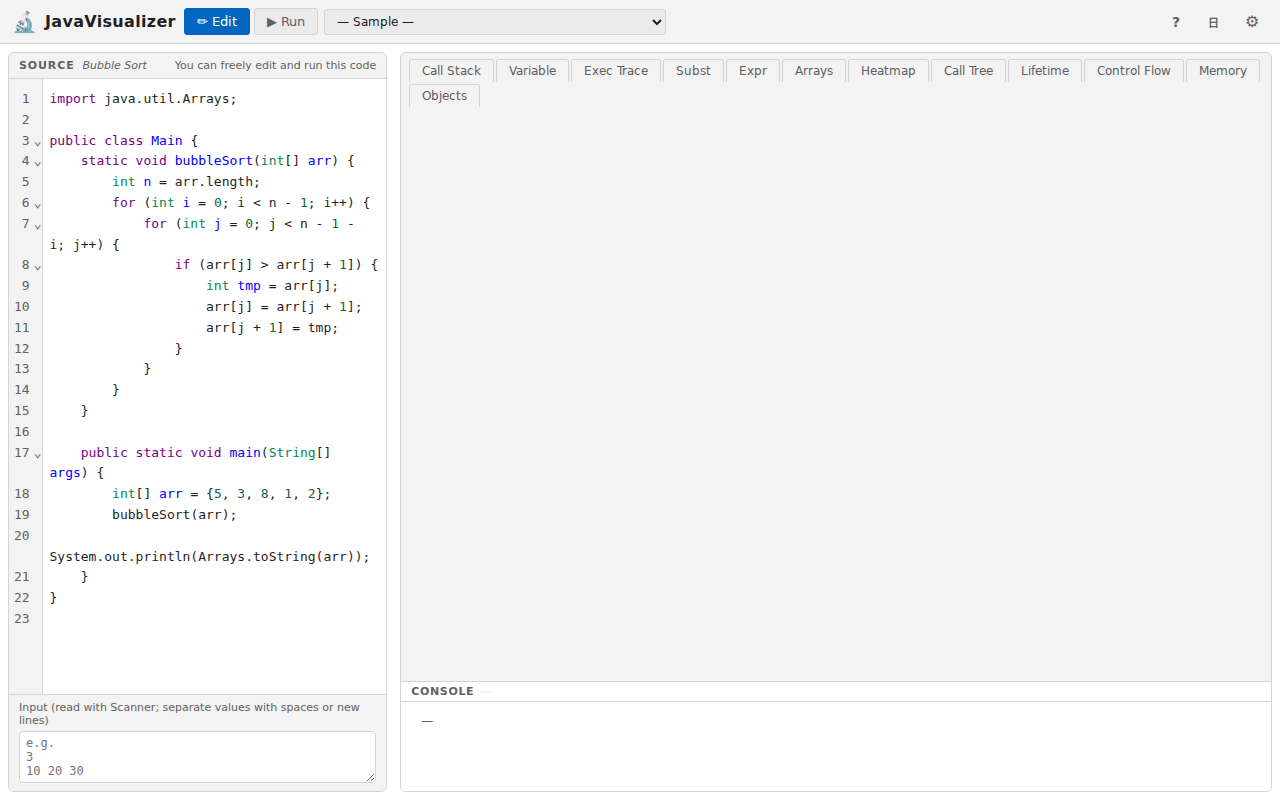 JavaVisualizer
✏ Edit
▶ Run
— Sample —
?
SOURCE Bubble Sort
You can freely edit and run this code
1 import java.util.Arrays;
2
3 public class Main {
4     static void bubbleSort(int[] arr) {
5         int n = arr.length;
6         for (int i = 0; i < n - 1; i++) {
7             for (int j = 0; j < n - 1 -
i; j++) {
8                 if (arr[j] > arr[j + 1]) {
9                     int tmp = arr[j];
10                     arr[j] = arr[j + 1];
11                     arr[j + 1] = tmp;
12                 }
13             }
14         }
15     }
16
17     public static void main(String[]
args) {
18         int[] arr = {5, 3, 8, 1, 2};
19         bubbleSort(arr);
20
System.out.println(Arrays.toString(arr));
21     }
22 }
23
Input (read with Scanner; separate values with spaces or new
lines)
e.g.
3
10 20 30
Call Stack
Variable
Exec Trace
Subst
Expr
Arrays
Heatmap
Call Tree
Lifetime
Control Flow
Memory
Objects
CONSOLE —
—